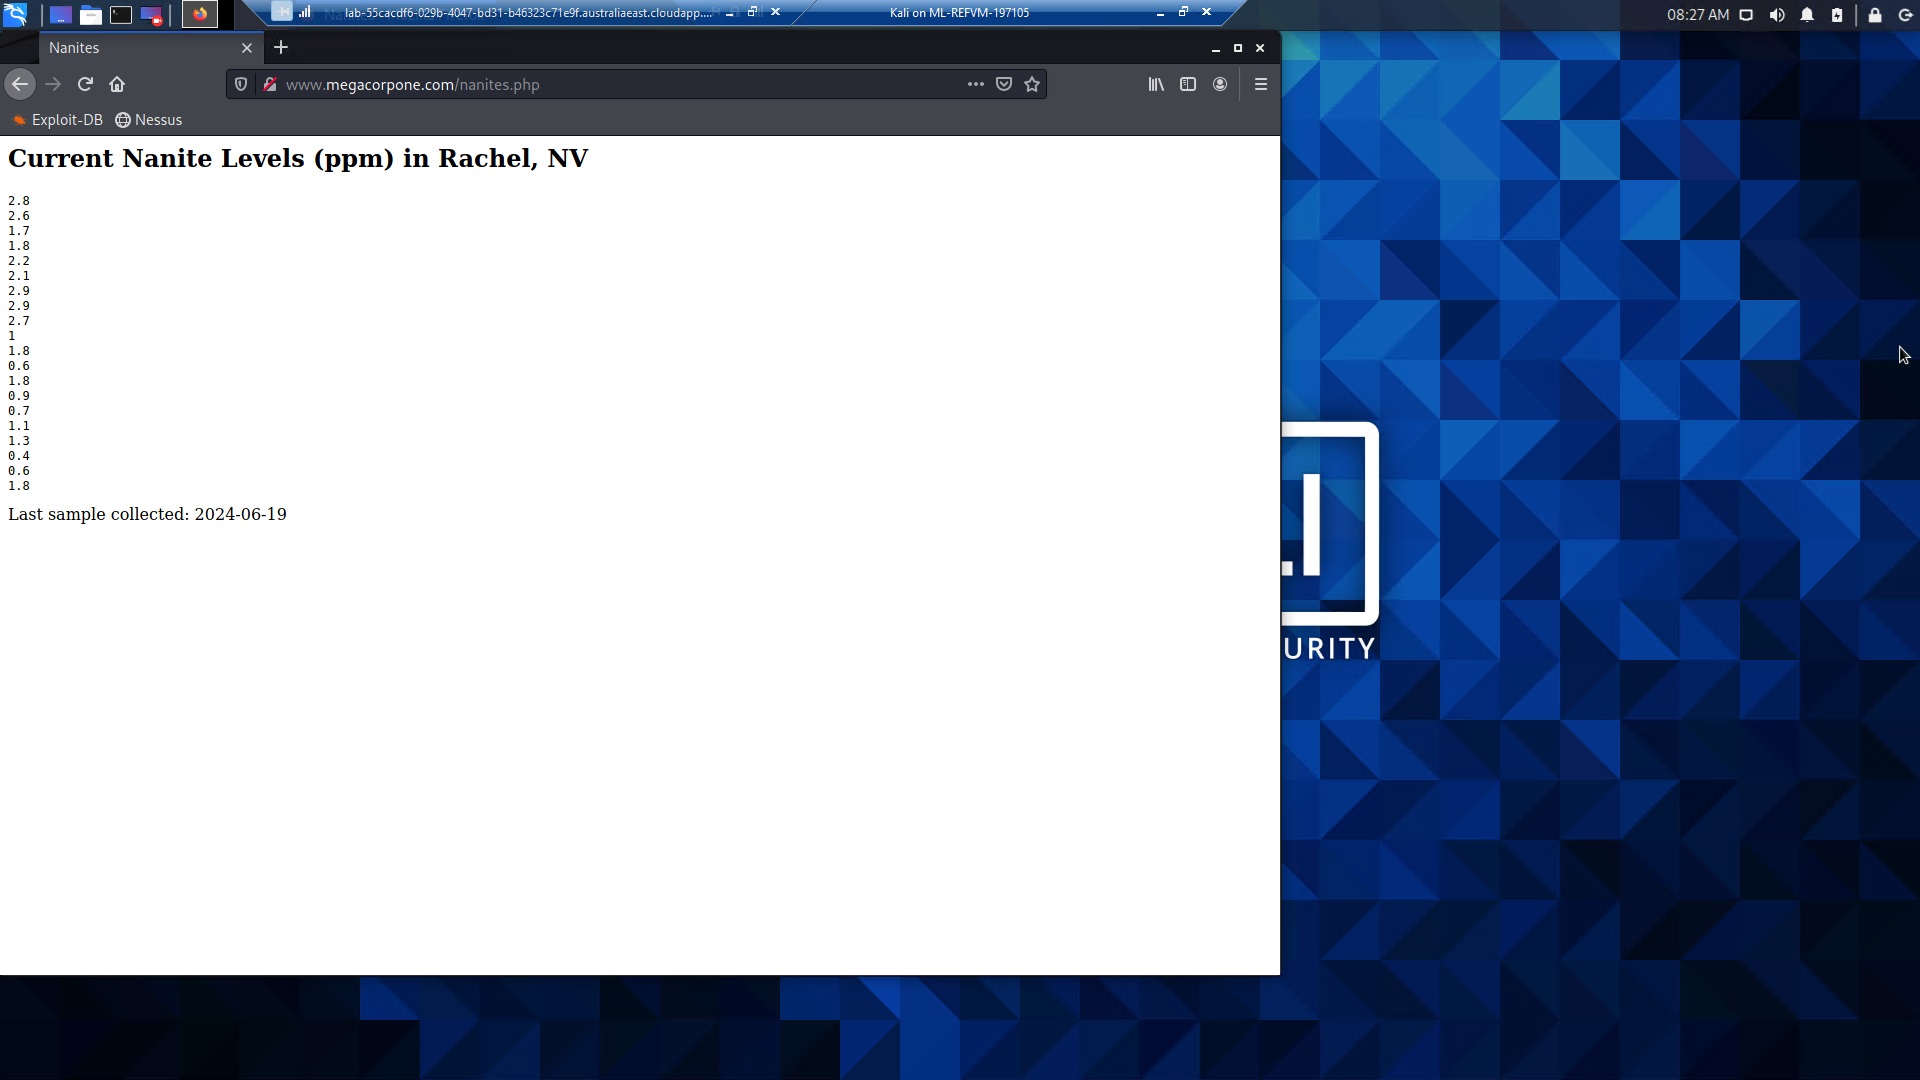 lab-55cacdf6-029b-4047-bd31-b46323c71e9f.australiaeast.cloudapp....
Kali on ML-REFVM-197105
08:27 AM
Nanites
www.megacorpone.com/nanites.php
Exploit-DB
Nessus
Current Nanite Levels (ppm) in Rachel, NV
2.8
2.6
1.7
1.8
2.2
2.1
2.9
2.9
2.7
1
1.8
0.6
1.8
0.9
0.7
1.1
1.3
0.4
0.6
1.8
Last sample collected: 2024-06-19
URITY